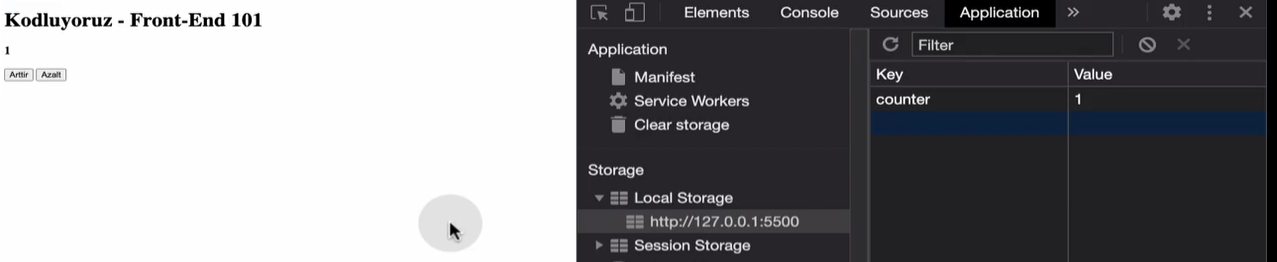 Kodluyoruz - Front-End 101
1
Arttir Azalt
Elements Console Sources Application »
Application
Manifest
Service Workers
Clear storage
Storage
Local Storage
http://127.0.0.1:5500
Session Storage
Filter
Key Value
counter 1